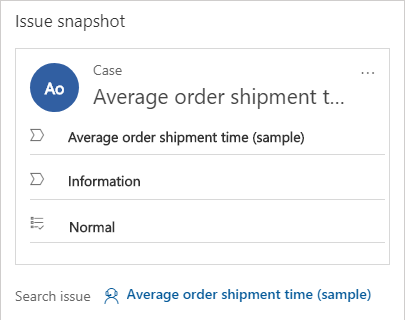 Issue snapshot
Ao
Case
...
Average order shipment t...
Average order shipment time (sample)
Information
Normal
Search issue Average order shipment time (sample)